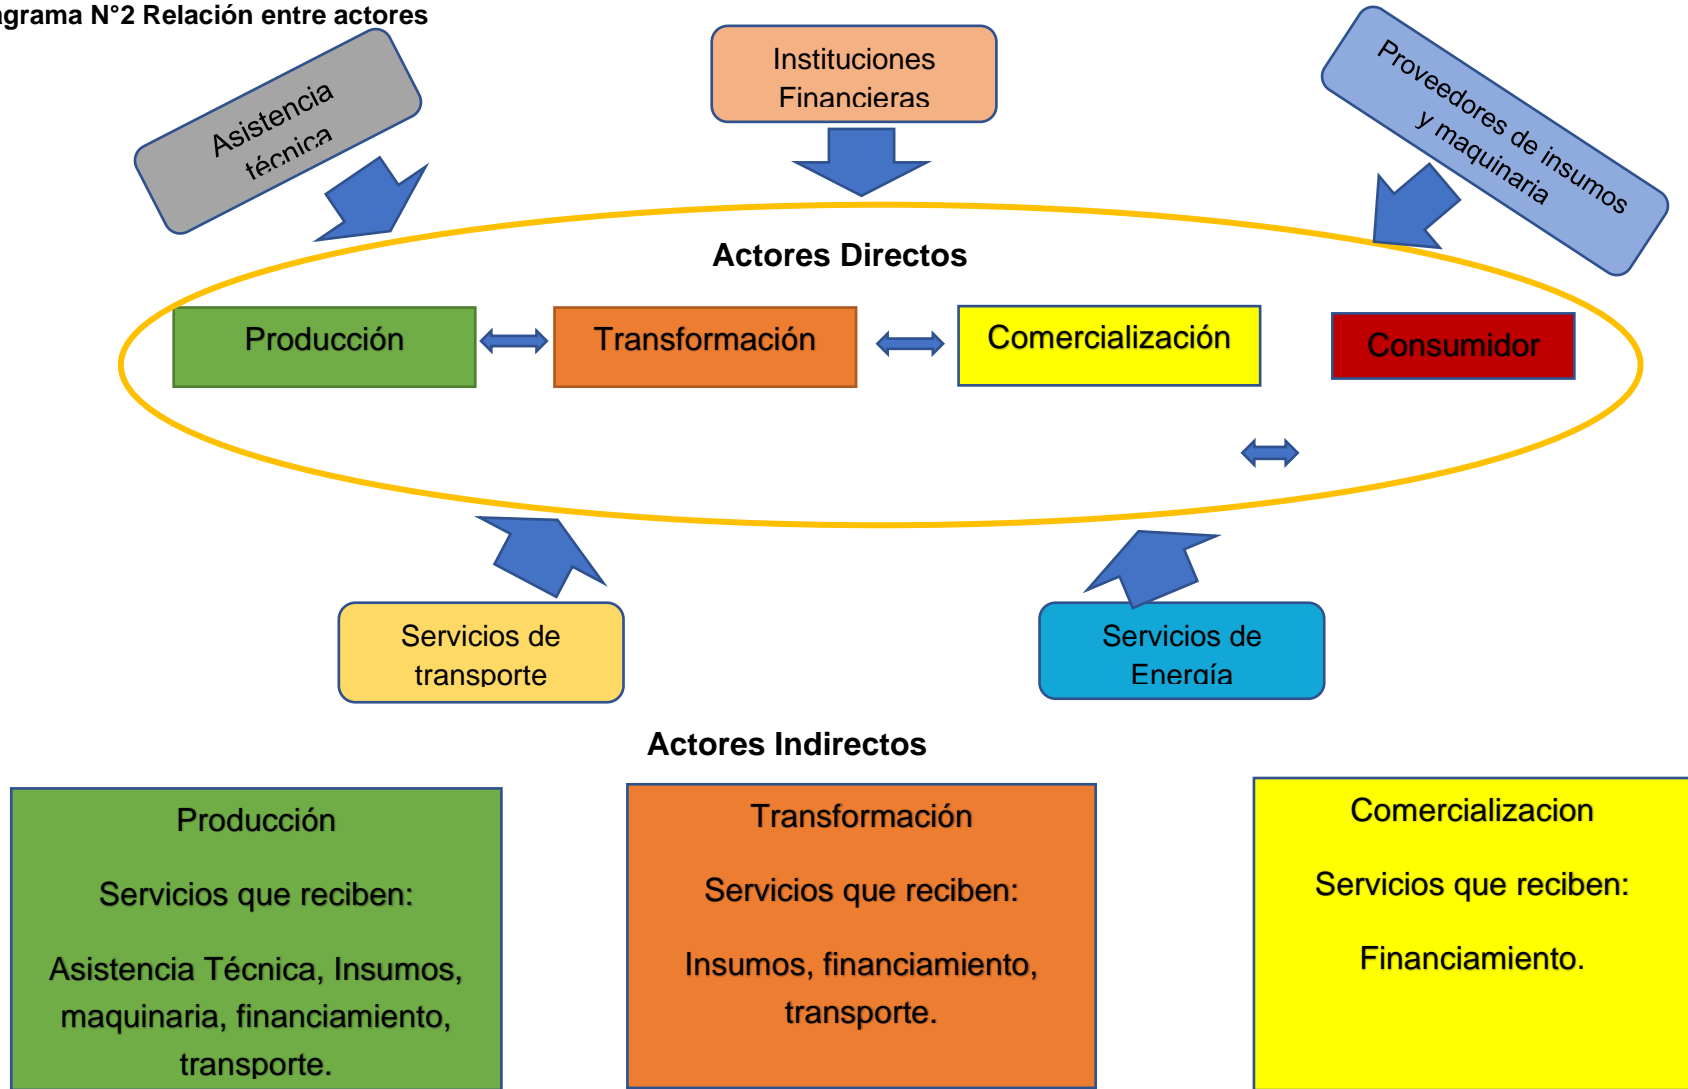 agrama N°2 Relación entre actores
Asistencia
técnica
Instituciones
Financieras
Proveedores de insumos
y maquinaria
Actores Directos
Producción
Transformación
Comercialización
Consumidor
Servicios de
transporte
Servicios de
Energía
Actores Indirectos
Producción
Servicios que reciben:
Asistencia Técnica, Insumos,
maquinaria, financiamiento,
transporte.
Transformación
Servicios que reciben:
Insumos, financiamiento,
transporte.
Comercializacion
Servicios que reciben:
Financiamiento.